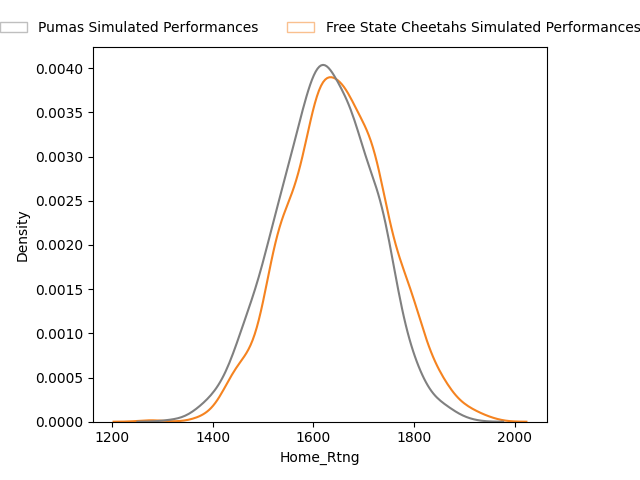 Pumas Simulated Performances Free State Cheetahs Simulated Performances
0.0040
0.0035
0.0030
0.0025
0.0020
0.0015
0.0010
0.0005
0.0000
Density
1200 1400 1600 1800 2000
Home_Rtng